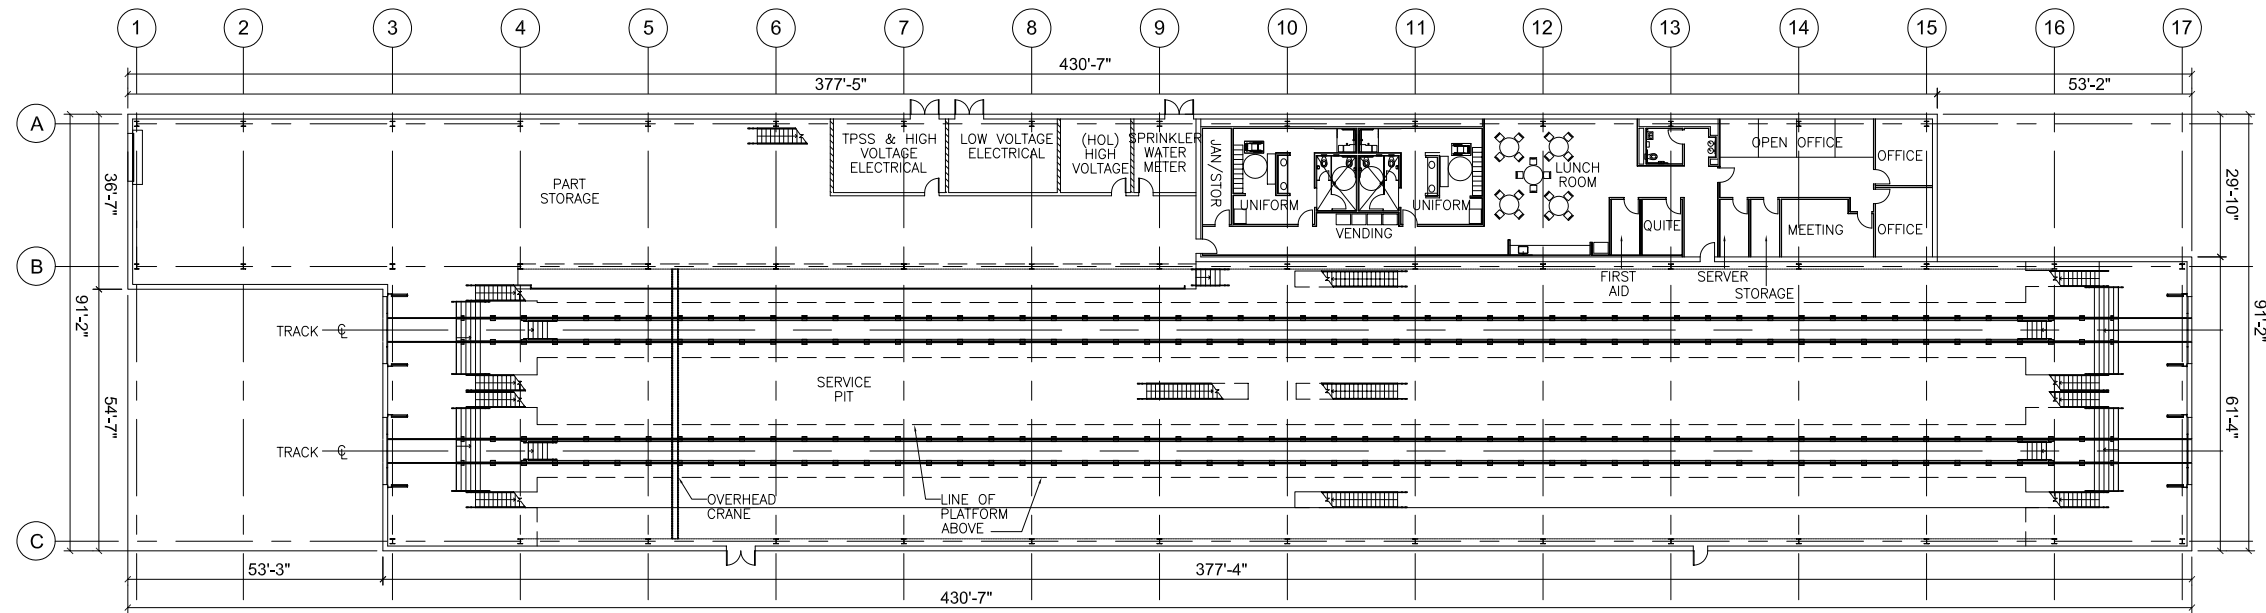 1 2 3 4 5 6 7 8 9 10 11 12 13 14 15 16 17
430'-7"
377'-5"
53'-2"
A
B
C
36'-7"
91'-2"
54'-7"
29'-10"
91'-2"
61'-4"
PART
STORAGE
TPSS & HIGH
VOLTAGE
ELECTRICAL
LOW VOLTAGE
ELECTRICAL
(HOL)
HIGH
VOLTAGE
SPRINKLER
WATER
METER
JAN/STOR
UNIFORM
UNIFORM
VENDING
LUNCH
ROOM
OPEN OFFICE
OFFICE
OFFICE
QUITE
MEETING
FIRST
AID
SERVER
STORAGE
TRACK ℄
TRACK ℄
SERVICE
PIT
OVERHEAD
CRANE
LINE OF
PLATFORM
ABOVE
53'-3"
377'-4"
430'-7"